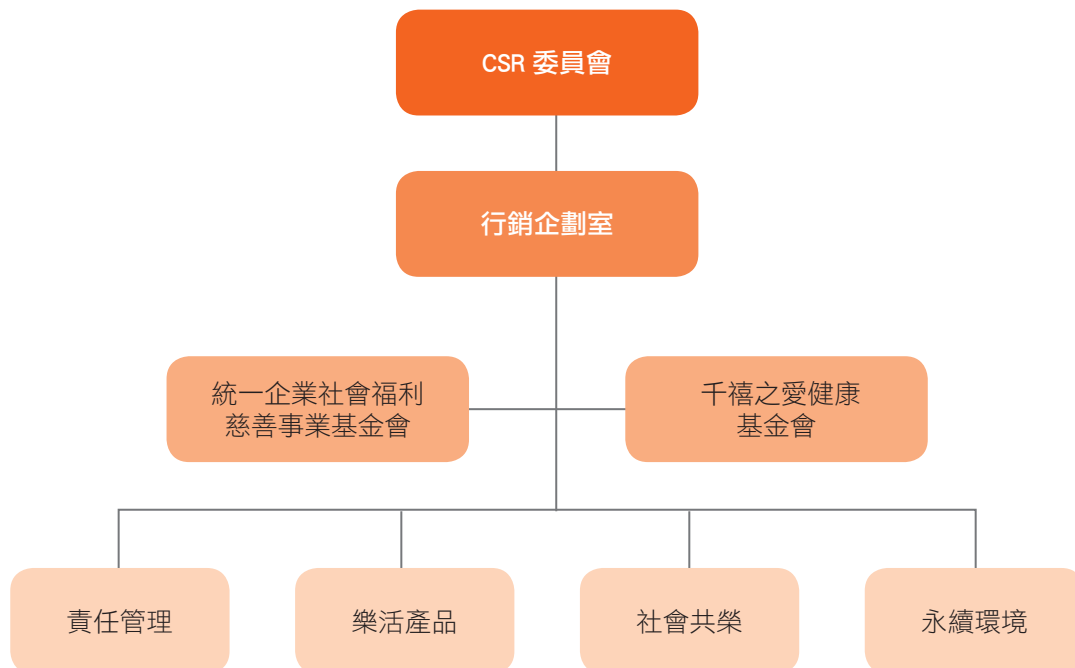 CSR 委員會
行銷企劃室
統一企業社會福利
慈善事業基金會
千禧之愛健康
基金會
責任管理
樂活產品
社會共榮
永續環境